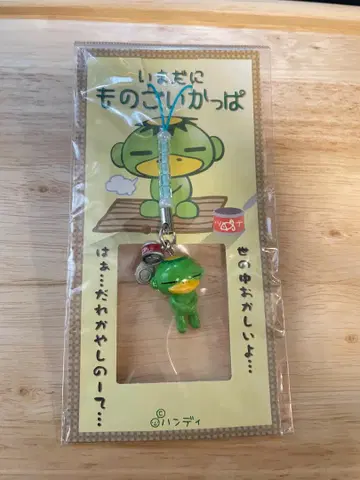 いまだに
ものごいかっぱ
世の中おかしいよ…
はぁ…だれかやしのーて…
©ハンディ